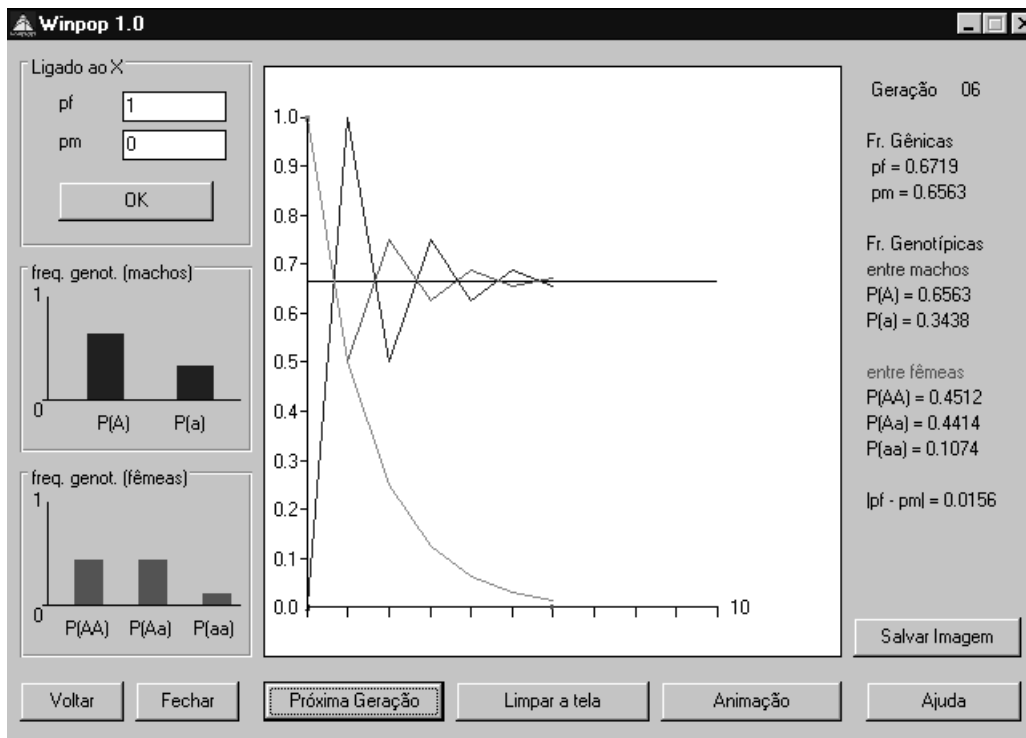 Winpop 1.0
Ligado ao X
pf 1
pm 0
OK
freq. genot. (machos)
1
0
P(A) P(a)
freq. genot. (fêmeas)
1
0
P(AA) P(Aa) P(aa)
1.0
0.9
0.8
0.7
0.6
0.5
0.4
0.3
0.2
0.1
0.0
10
Geração 06
Fr. Gênicas
pf = 0.6719
pm = 0.6563
Fr. Genotípicas
entre machos
P(A) = 0.6563
P(a) = 0.3438
entre fêmeas
P(AA) = 0.4512
P(Aa) = 0.4414
P(aa) = 0.1074
|pf - pm| = 0.0156
Salvar Imagem
Voltar Fechar Próxima Geração Limpar a tela Animação Ajuda